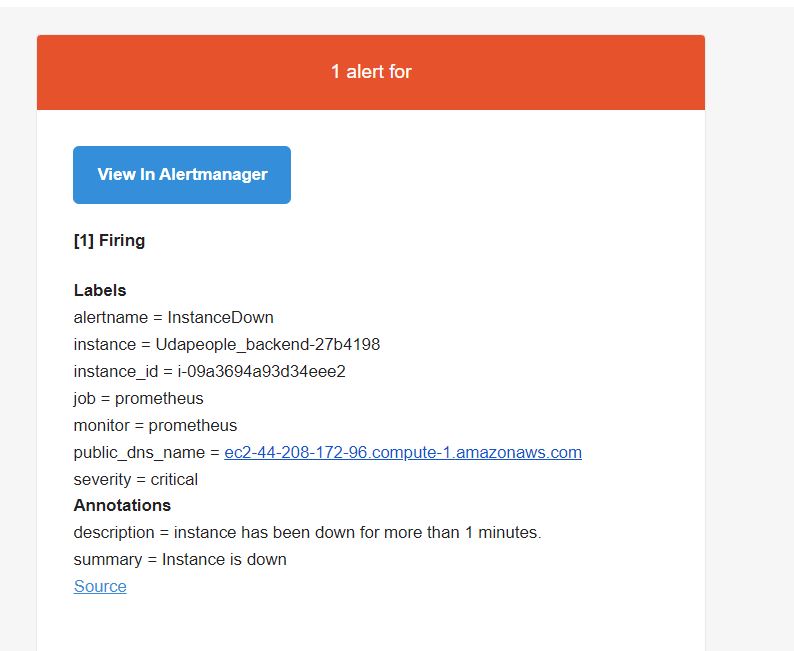 1 alert for
View In Alertmanager
[1] Firing
Labels
alertname = InstanceDown
instance = Udapeople_backend-27b4198
instance_id = i-09a3694a93d34eee2
job = prometheus
monitor = prometheus
public_dns_name = ec2-44-208-172-96.compute-1.amazonaws.com
severity = critical
Annotations
description = instance has been down for more than 1 minutes.
summary = Instance is down
Source